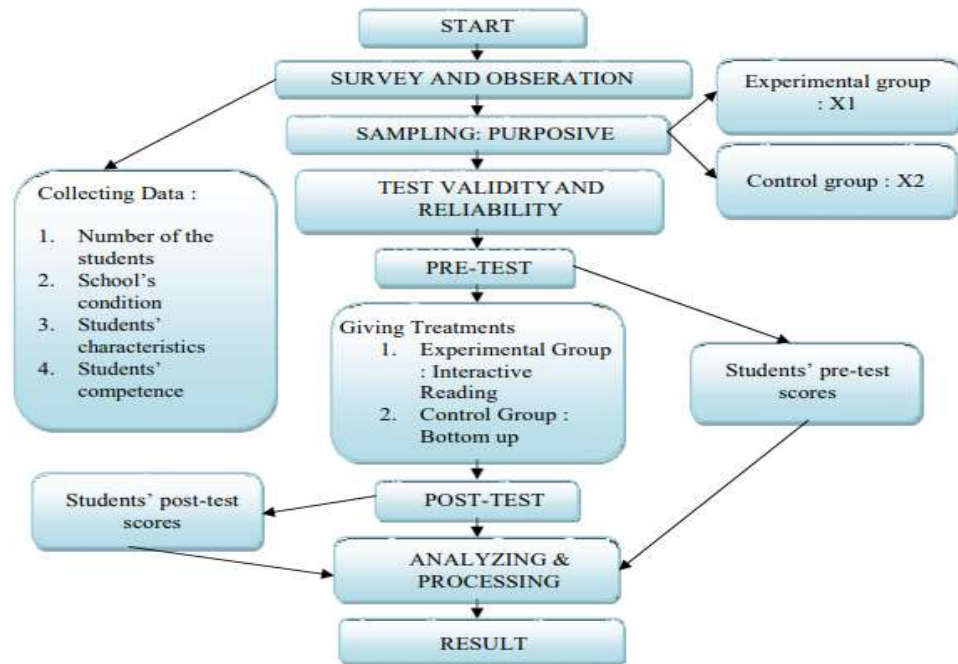 START
SURVEY AND OBSERATION
Experimental group
: X1
SAMPLING: PURPOSIVE
Control group : X2
Collecting Data :
1. Number of the
students
2. School's
condition
3. Students'
characteristics
4. Students'
competence
TEST VALIDITY AND
RELIABILITY
PRE-TEST
Giving Treatments
1. Experimental Group
: Interactive
Reading
2. Control Group :
Bottom up
Students' pre-test
scores
POST-TEST
Students' post-test
scores
ANALYZING &
PROCESSING
RESULT